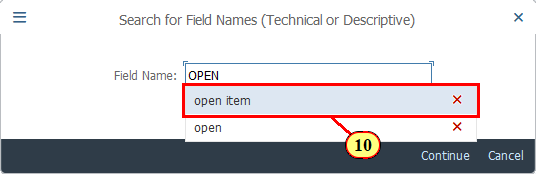 Search for Field Names (Technical or Descriptive)
Field Name: OPEN
open item
open
10
Continue Cancel